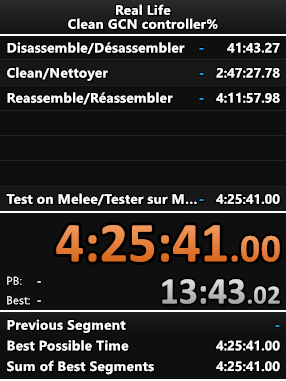 Real Life
Clean GCN controller%
Disassemble/Désassembler - 41:43.27
Clean/Nettoyer - 2:47:27.78
Reassemble/Réassembler - 4:11:57.98
Test on Melee/Tester sur M...- 4:25:41.00
4:25:41.00
PB: -
13:43.02
Best: -
Previous Segment -
Best Possible Time 4:25:41.00
Sum of Best Segments 4:25:41.00